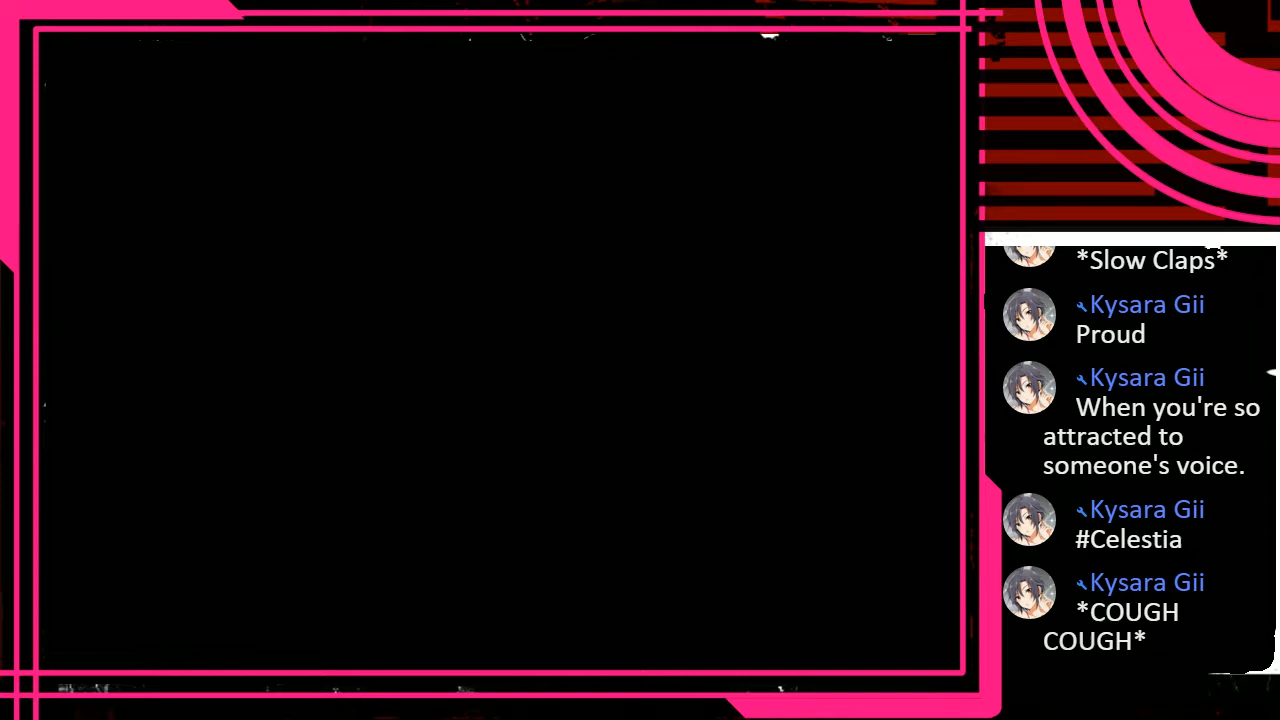 *Slow Claps*
Kysara Gii
Proud
Kysara Gii
When you're so
attracted to
someone's voice.
Kysara Gii
#Celestia
Kysara Gii
*COUGH
COUGH*